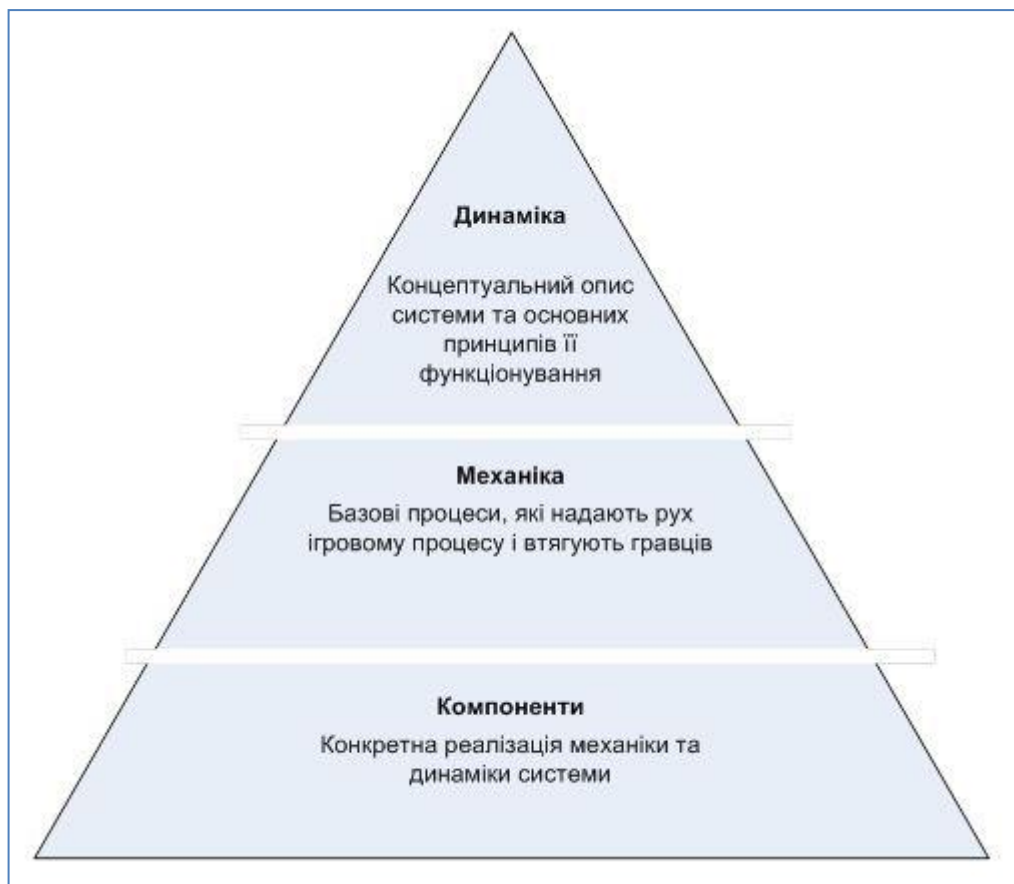 Динаміка
Концептуальний опис
системи та основних
принципів її
функціонування
Механіка
Базові процеси, які надають рух
ігровому процесу і втягують гравців
Компоненти
Конкретна реалізація механіки та
динаміки системи